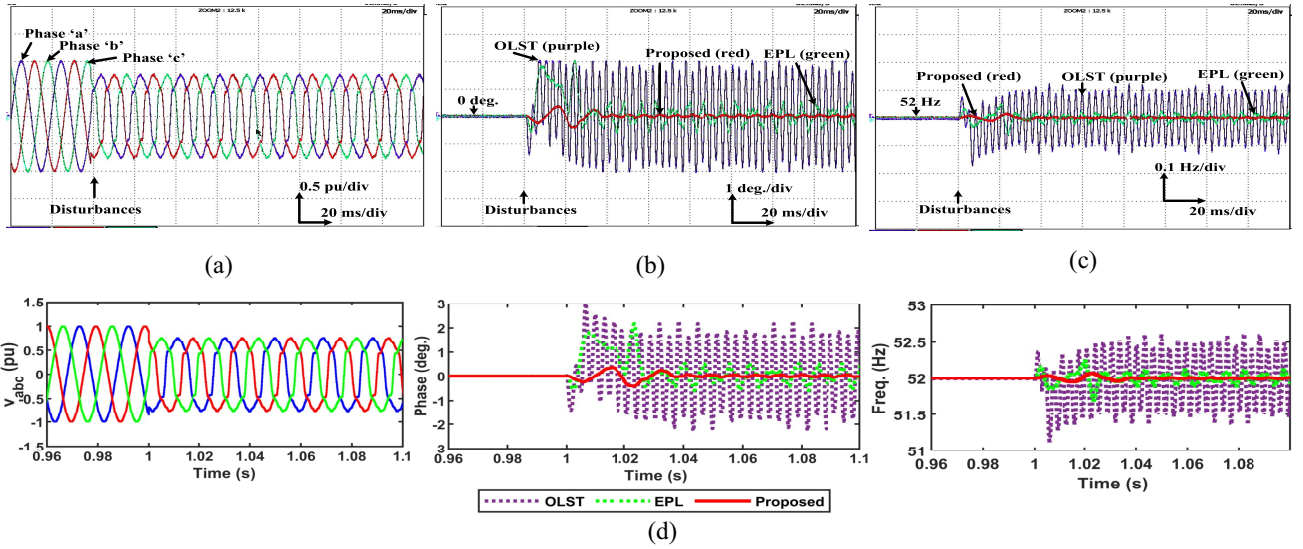 ZOOM2 : 12.5 k
20ms/div
Phase ‘a’
Phase ‘b’
Phase ‘c’
0.5 pu/div
Disturbances
20 ms/div
(a)
ZOOM2 : 12.5 k
20ms/div
OLST (purple)
Proposed (red)
EPL (green)
0 deg.
1 deg./div
Disturbances
20 ms/div
(b)
ZOOM2 : 12.5 k
20ms/div
Proposed (red)
OLST (purple)
EPL (green)
52 Hz
0.1 Hz/div
Disturbances
20 ms/div
(c)
v_abc (pu)
1.5
1
0.5
0
-0.5
-1
-1.5
0.96 0.98 1 1.02 1.04 1.06 1.08 1.1
Time (s)
Phase (deg.)
3
2
1
0
-1
-2
3
0.96 0.98 1 1.02 1.04 1.06 1.08 1.1
Time (s)
Freq. (Hz)
53
52.5
52
51.5
51
0.96 0.98 1 1.02 1.04 1.06 1.08
Time (s)
OLST EPL Proposed
(d)